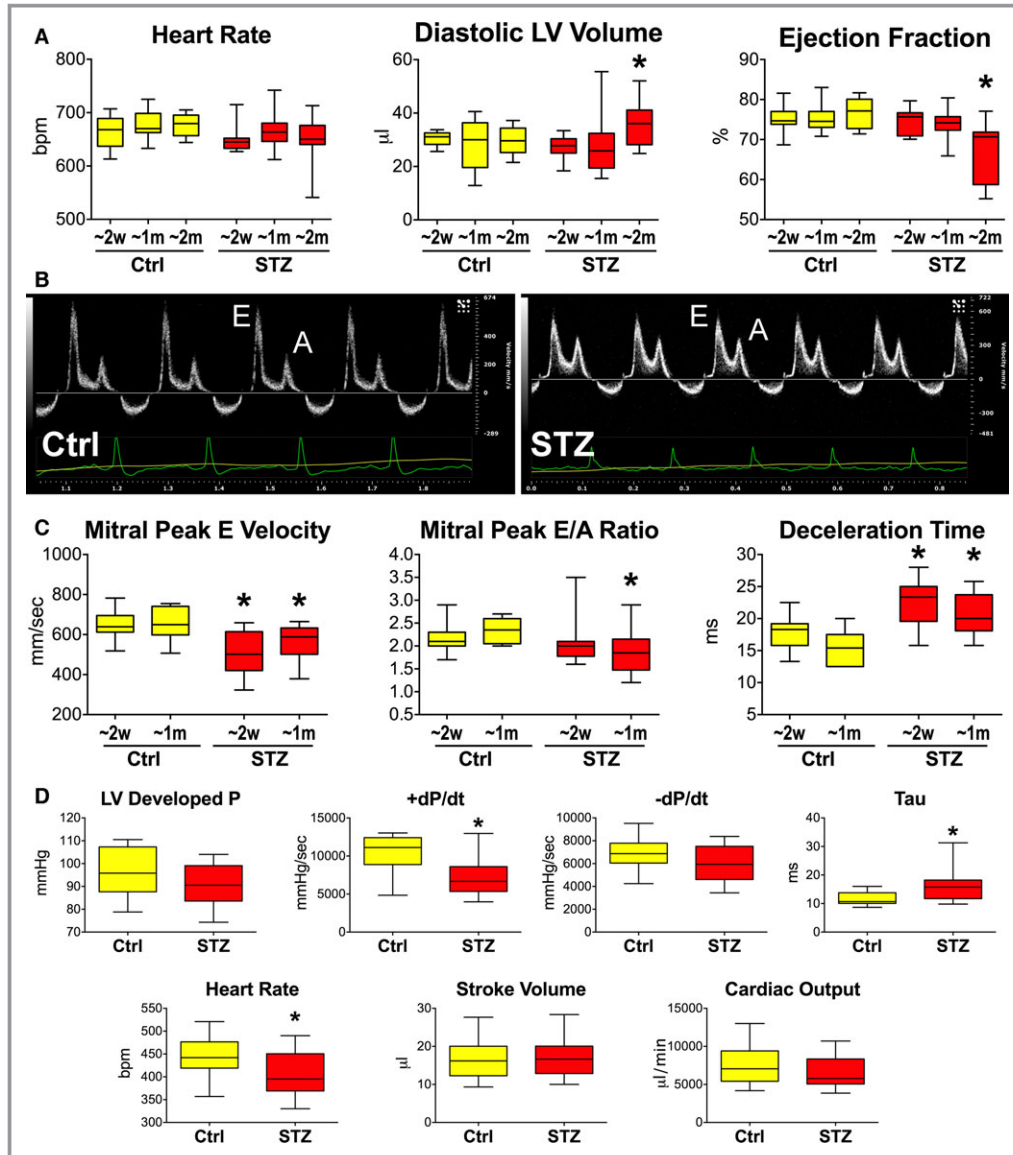 A
Heart Rate
Diastolic LV Volume
Ejection Fraction
800
700
600
500
bpm
~2w ~1m ~2m ~2w ~1m ~2m
Ctrl STZ
60
40
20
0
µl
*
~2w ~1m ~2m ~2w ~1m ~2m
Ctrl STZ
90
80
70
60
50
%
*
~2w ~1m ~2m ~2w ~1m ~2m
Ctrl STZ
B
E
A
Ctrl
674
400
200
0
-289
Velocity mm/s
1.1 1.2 1.3 1.4 1.5 1.6 1.7 1.8
E
A
STZ
722
600
300
0
-300
-481
Velocity mm/s
0.0 0.1 0.2 0.3 0.4 0.5 0.6 0.7 0.8
C
Mitral Peak E Velocity
Mitral Peak E/A Ratio
Deceleration Time
1000
800
600
400
200
mm/sec
* *
~2w ~1m ~2w ~1m
Ctrl STZ
4.0
3.5
3.0
2.5
2.0
1.5
1.0
0.5
*
~2w ~1m ~2w ~1m
Ctrl STZ
30
25
20
15
10
ms
* *
~2w ~1m ~2w ~1m
Ctrl STZ
D
LV Developed P
120
110
100
90
80
70
mmHg
Ctrl STZ
+dP/dt
15000
10000
5000
0
mmHg/sec
*
Ctrl STZ
-dP/dt
10000
8000
6000
4000
2000
0
mmHg/sec
Ctrl STZ
Tau
40
30
20
10
0
ms
*
Ctrl STZ
Heart Rate
550
500
450
400
350
300
bpm
*
Ctrl STZ
Stroke Volume
30
20
10
0
µl
Ctrl STZ
Cardiac Output
15000
10000
7500
5000
0
µl/min
Ctrl STZ